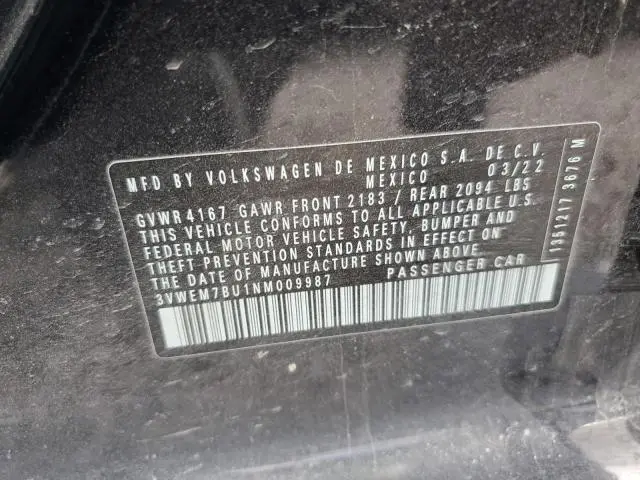 MFD BY VOLKSWAGEN DE MEXICO S.A. DE C.V.
MEXICO 03/22
GVWR 4167 GAWR FRONT 2183 / REAR 2094 LBS
THIS VEHICLE CONFORMS TO ALL APPLICABLE U.S.
FEDERAL MOTOR VEHICLE SAFETY, BUMPER AND
THEFT PREVENTION STANDARDS IN EFFECT ON
THE DATE OF MANUFACTURE SHOWN ABOVE.
3VWEM7BU1NM009987 PASSENGER CAR
1351217 3676 M